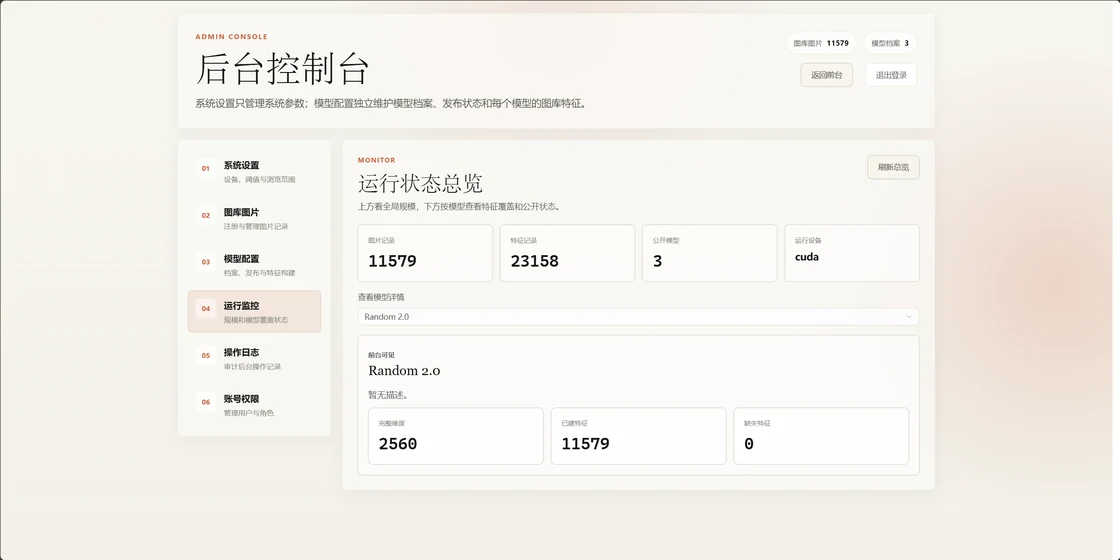 ADMIN CONSOLE
后台控制台
系统设置只管理系统参数；模型配置独立维护模型档案、发布状态和每个模型的图库特征。
图库图片 11579
模型档案 3
返回前台
退出登录
01 系统设置
设备、阈值与浏览范围
02 图库图片
注册与管理图片记录
03 模型配置
档案、发布与特征构建
04 运行监控
规模和模型覆盖状态
05 操作日志
审计后台操作记录
06 账号权限
管理用户与角色
MONITOR
运行状态总览
上方看全局规模，下方按模型查看特征覆盖和公开状态。
刷新总览
图片记录
11579
特征记录
23158
公开模型
3
运行设备
cuda
查看模型详情
Random 2.0
前台可见
Random 2.0
暂无描述。
完整维度
2560
已建特征
11579
缺失特征
0